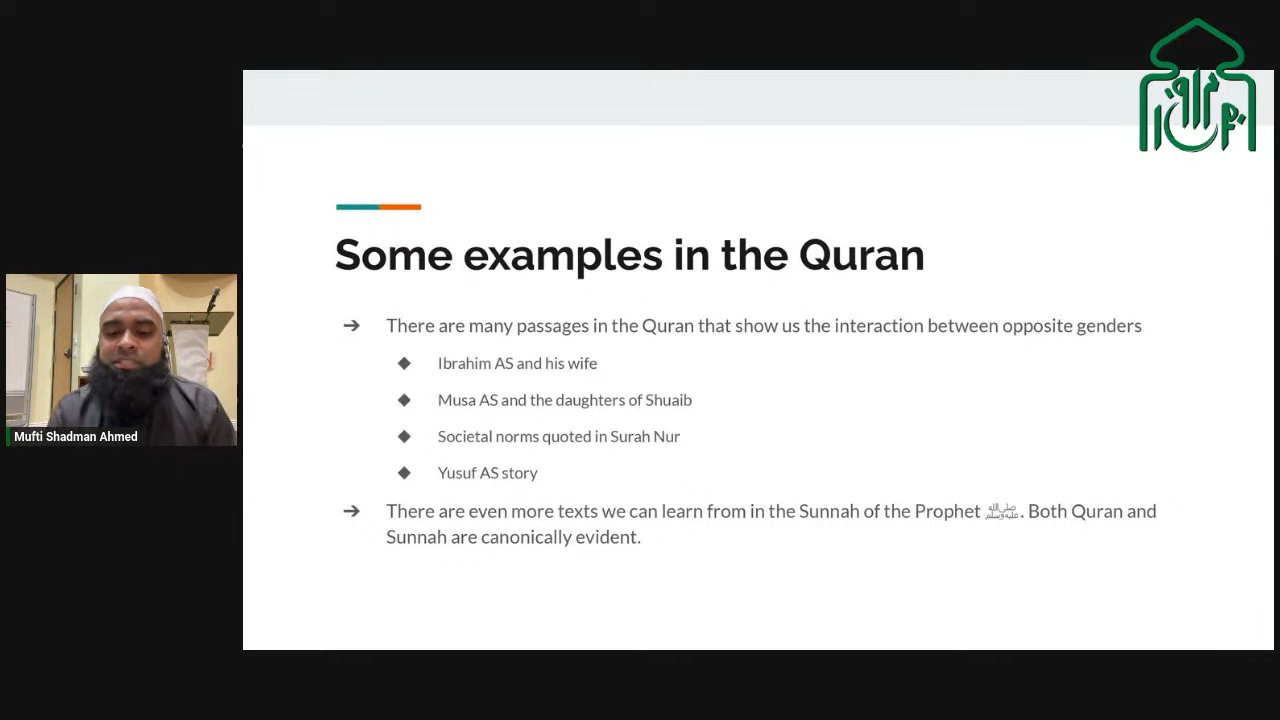 Some examples in the Quran
➔ There are many passages in the Quran that show us the interaction between opposite genders
◆ Ibrahim AS and his wife
◆ Musa AS and the daughters of Shuaib
◆ Societal norms quoted in Surah Nur
◆ Yusuf AS story
➔ There are even more texts we can learn from in the Sunnah of the Prophet ﷺ. Both Quran and
Sunnah are canonically evident.
Mufti Shadman Ahmed